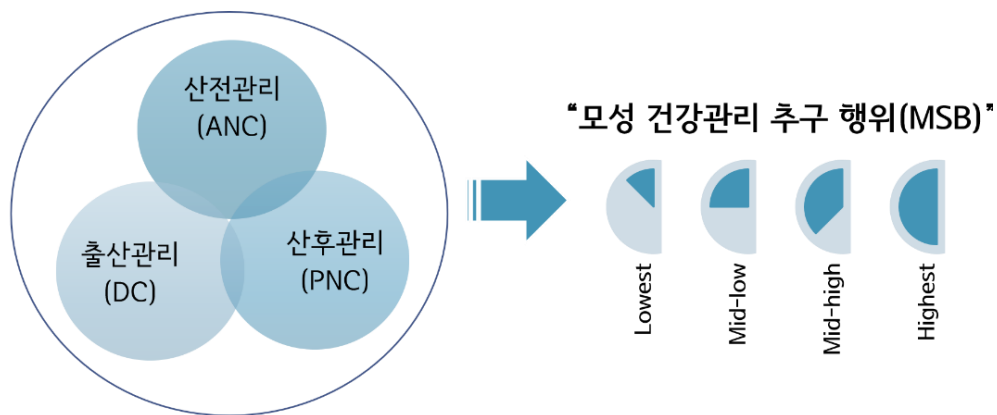 산전관리
(ANC)
출산관리
(DC)
산후관리
(PNC)
“모성 건강관리 추구 행위(MSB)”
Lowest
Mid-low
Mid-high
Highest